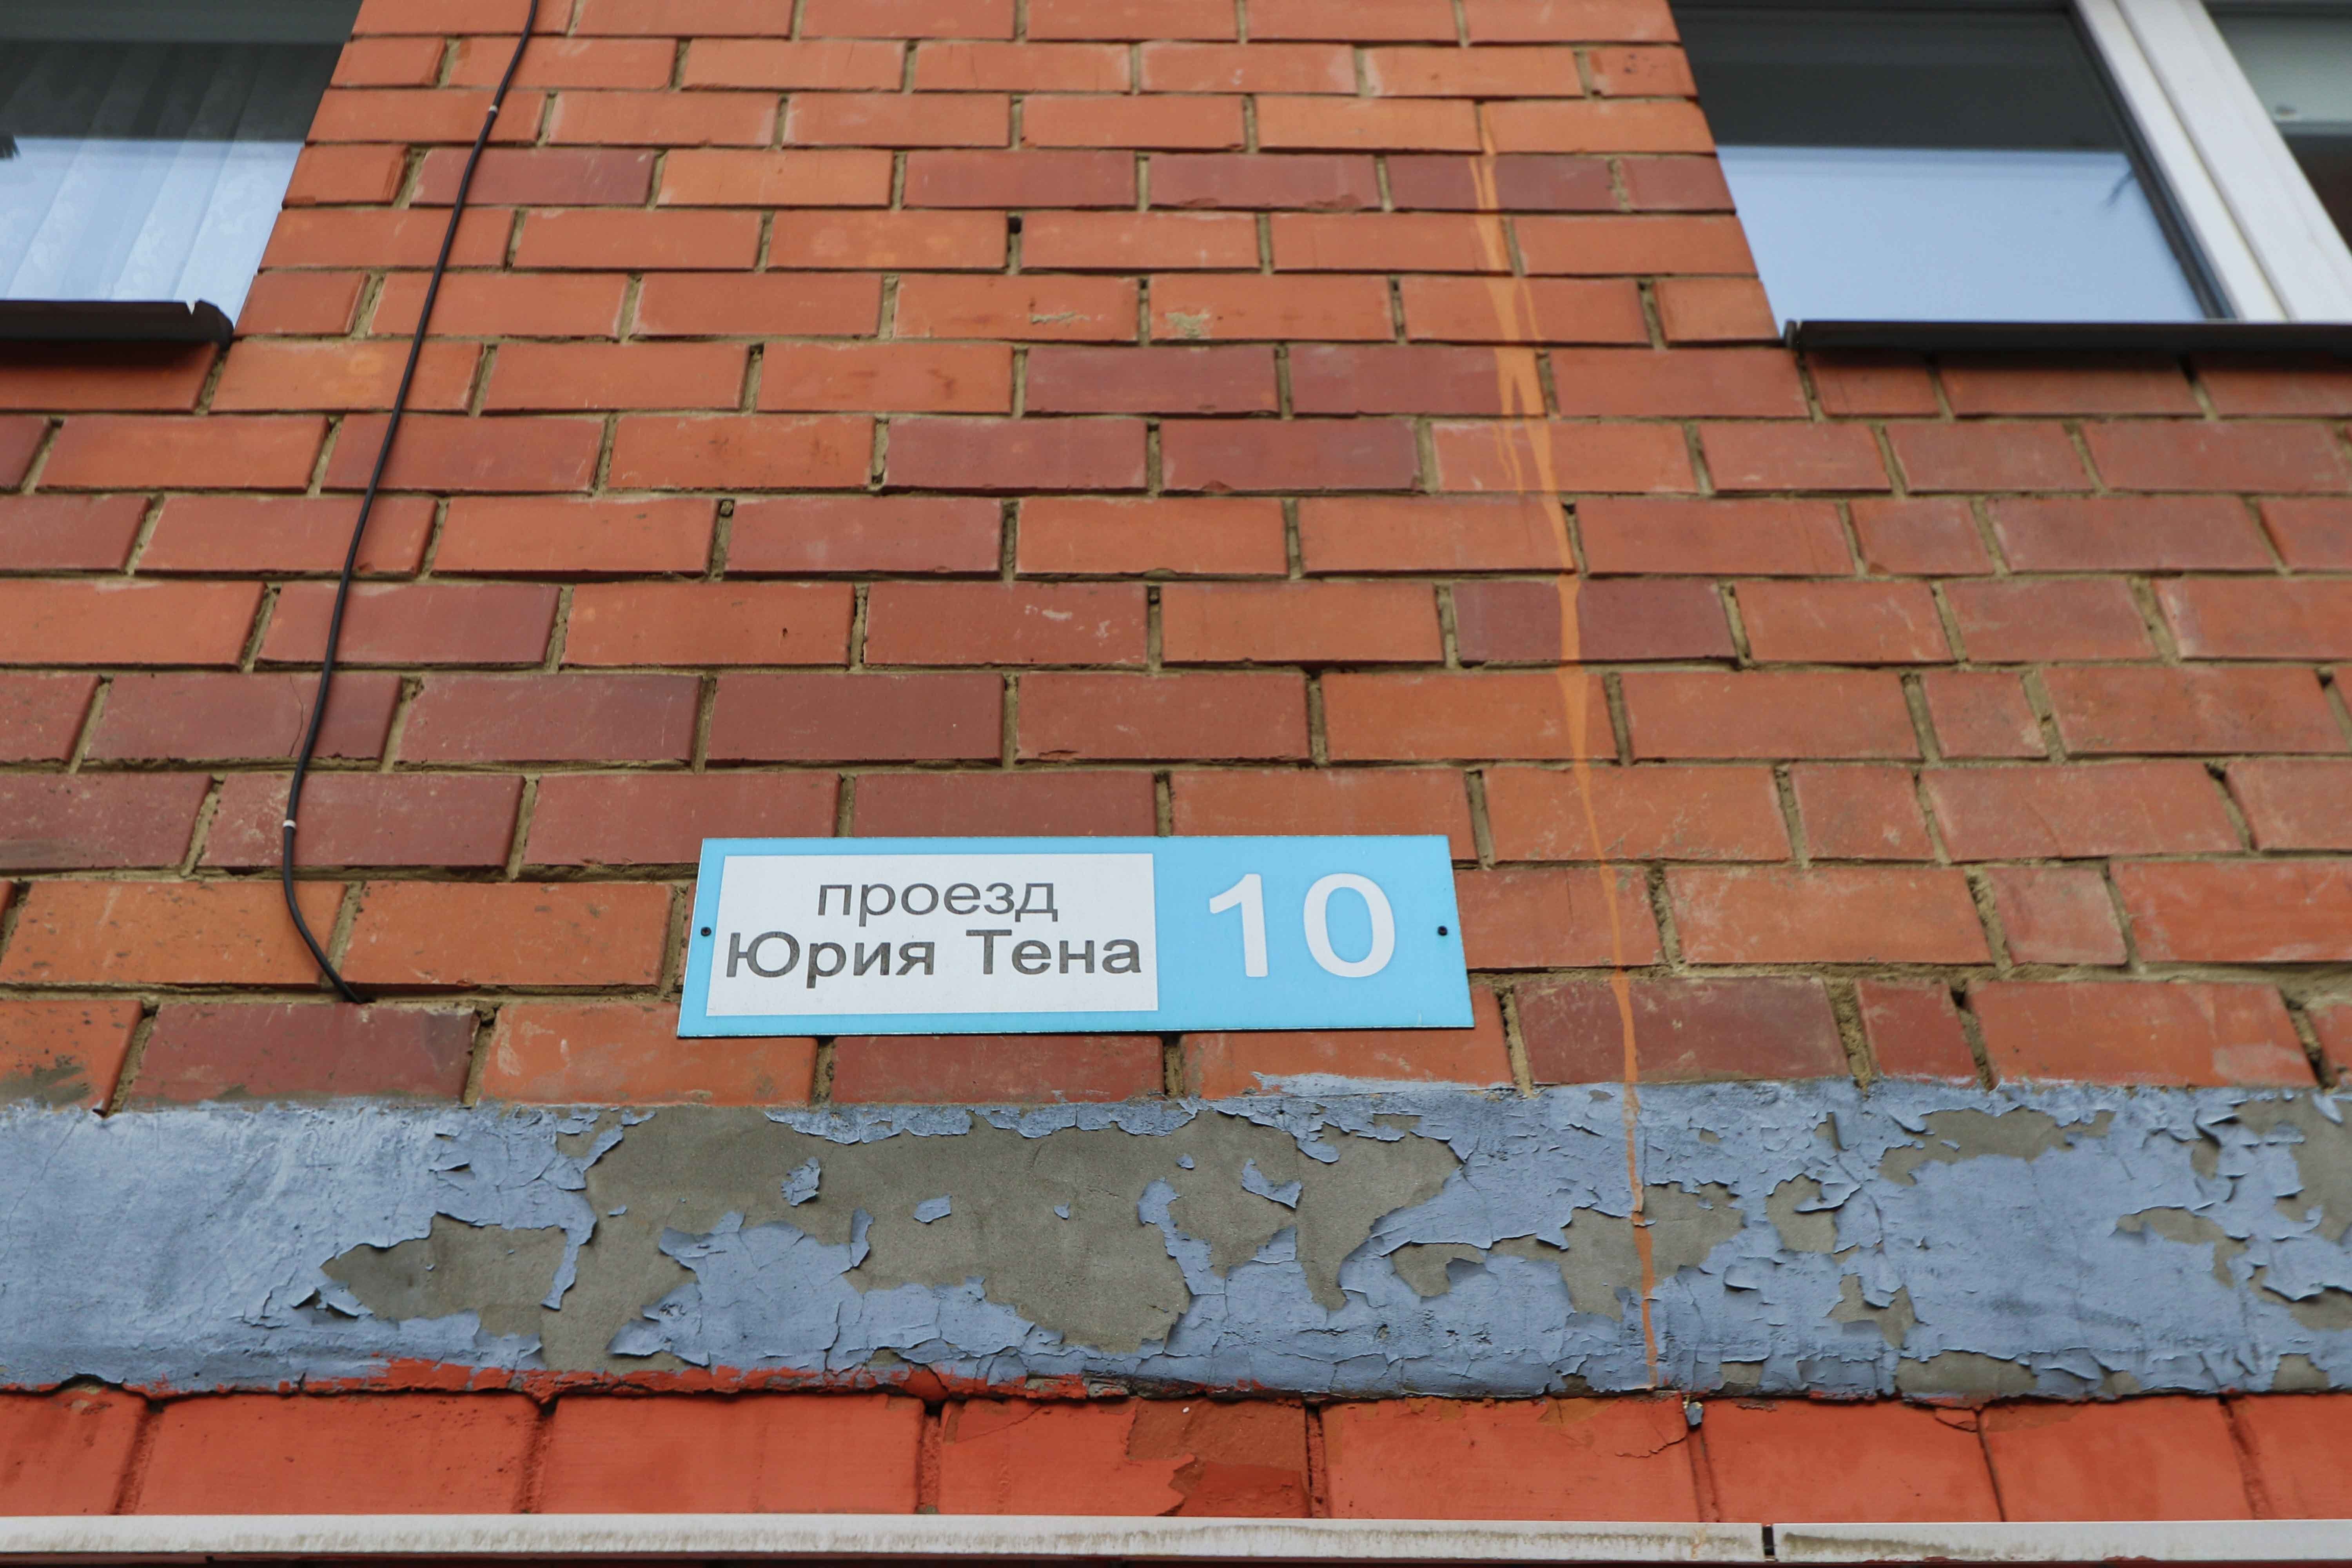 проезд
Юрия Тена
10